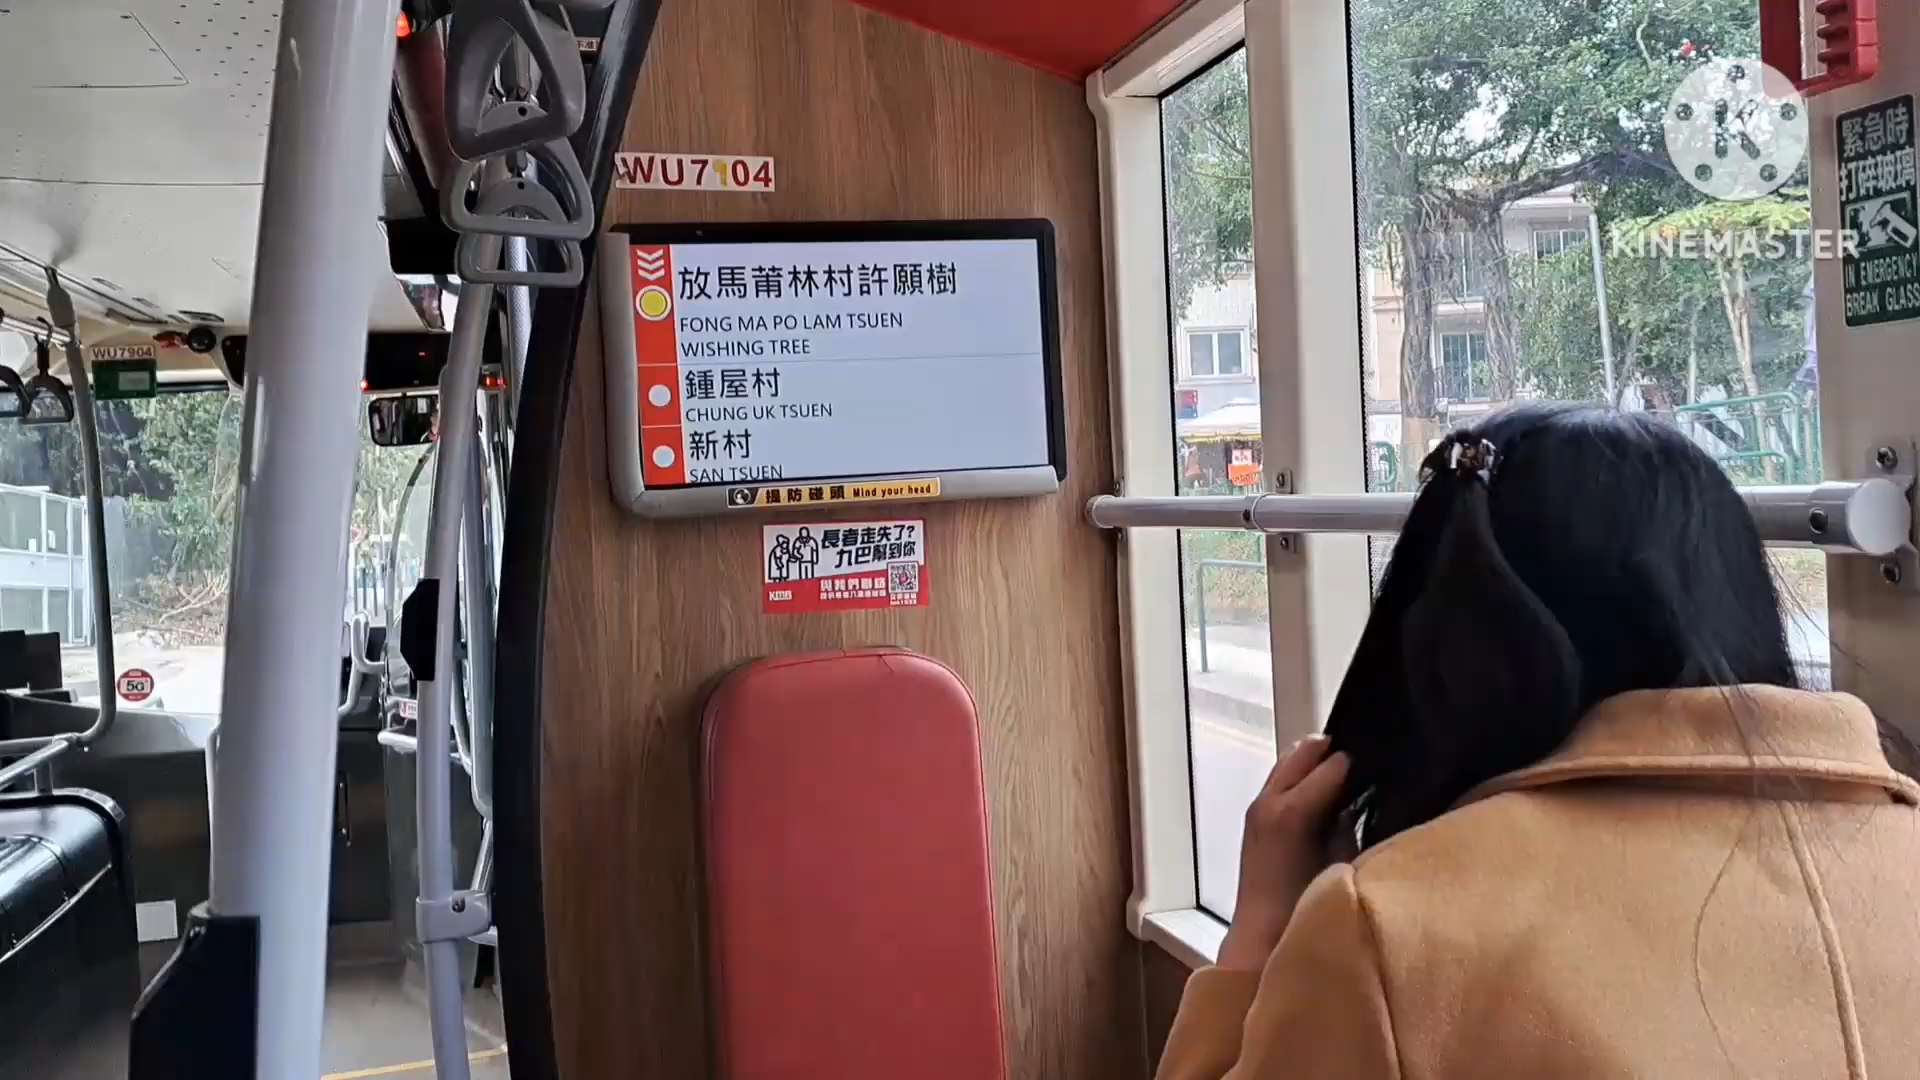 WU7904
放馬莆林村許願樹
FONG MA PO LAM TSUEN
WISHING TREE
鍾屋村
CHUNG UK TSUEN
新村
SAN TSUEN
提防碰頭 Mind your head
長者走失了?
九巴幫到你
與我們聯絡
KMB
WU7904
5G
KINEMASTER
緊急時
打碎玻璃
IN EMERGENCY
BREAK GLASS